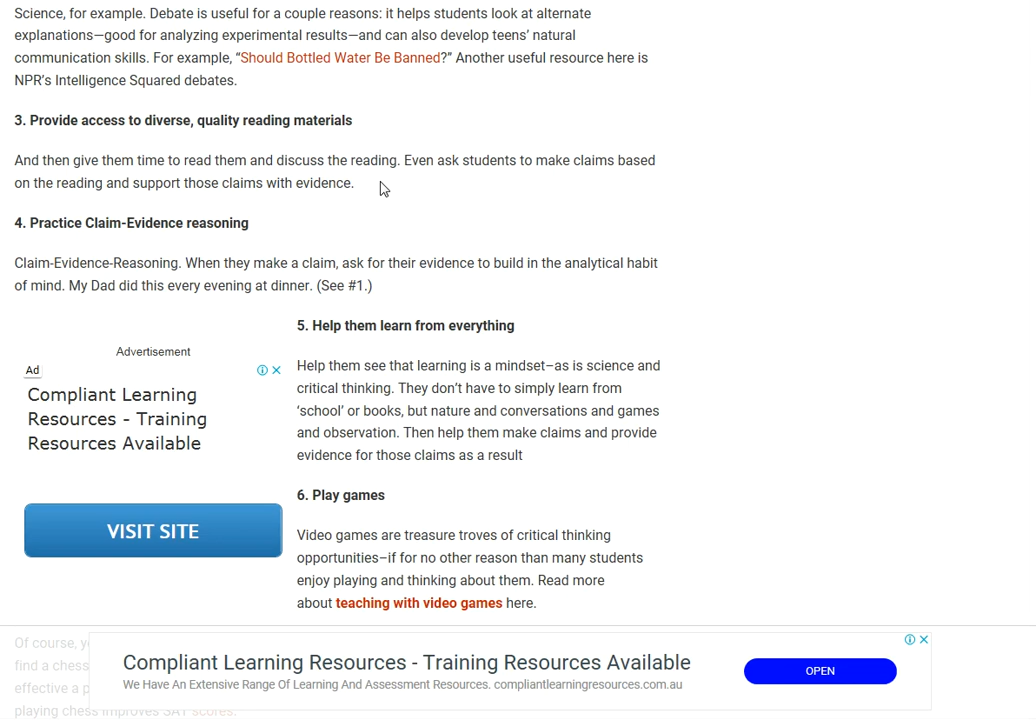 Science, for example. Debate is useful for a couple reasons: it helps students look at alternate
explanations—good for analyzing experimental results—and can also develop teens’ natural
communication skills. For example, “Should Bottled Water Be Banned?” Another useful resource here is
NPR’s Intelligence Squared debates.
3. Provide access to diverse, quality reading materials
And then give them time to read them and discuss the reading. Even ask students to make claims based
on the reading and support those claims with evidence.
4. Practice Claim-Evidence reasoning
Claim-Evidence-Reasoning. When they make a claim, ask for their evidence to build in the analytical habit
of mind. My Dad did this every evening at dinner. (See #1.)
Advertisement
Ad
Compliant Learning
Resources - Training
Resources Available
VISIT SITE
5. Help them learn from everything
Help them see that learning is a mindset–as is science and
critical thinking. They don’t have to simply learn from
‘school’ or books, but nature and conversations and games
and observation. Then help them make claims and provide
evidence for those claims as a result
6. Play games
Video games are treasure troves of critical thinking
opportunities–if for no other reason than many students
enjoy playing and thinking about them. Read more
about teaching with video games here.
Of course,
find a chess
effective a
playing chess improves SAT scores.
Compliant Learning Resources - Training Resources Available
We Have An Extensive Range Of Learning And Assessment Resources. compliantlearningresources.com.au
OPEN